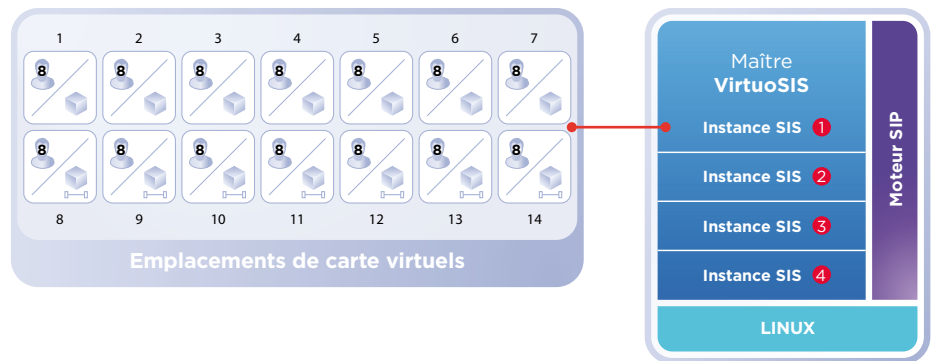 1 2 3 4 5 6 7
8 8 8 8 8 8 8
8 8 8 8 8 8 8
8 9 10 11 12 13 14
Emplacements de carte virtuels
Maître
VirtuoSIS
Instance SIS 1
Instance SIS 2
Instance SIS 3
Instance SIS 4
Moteur SIP
LINUX